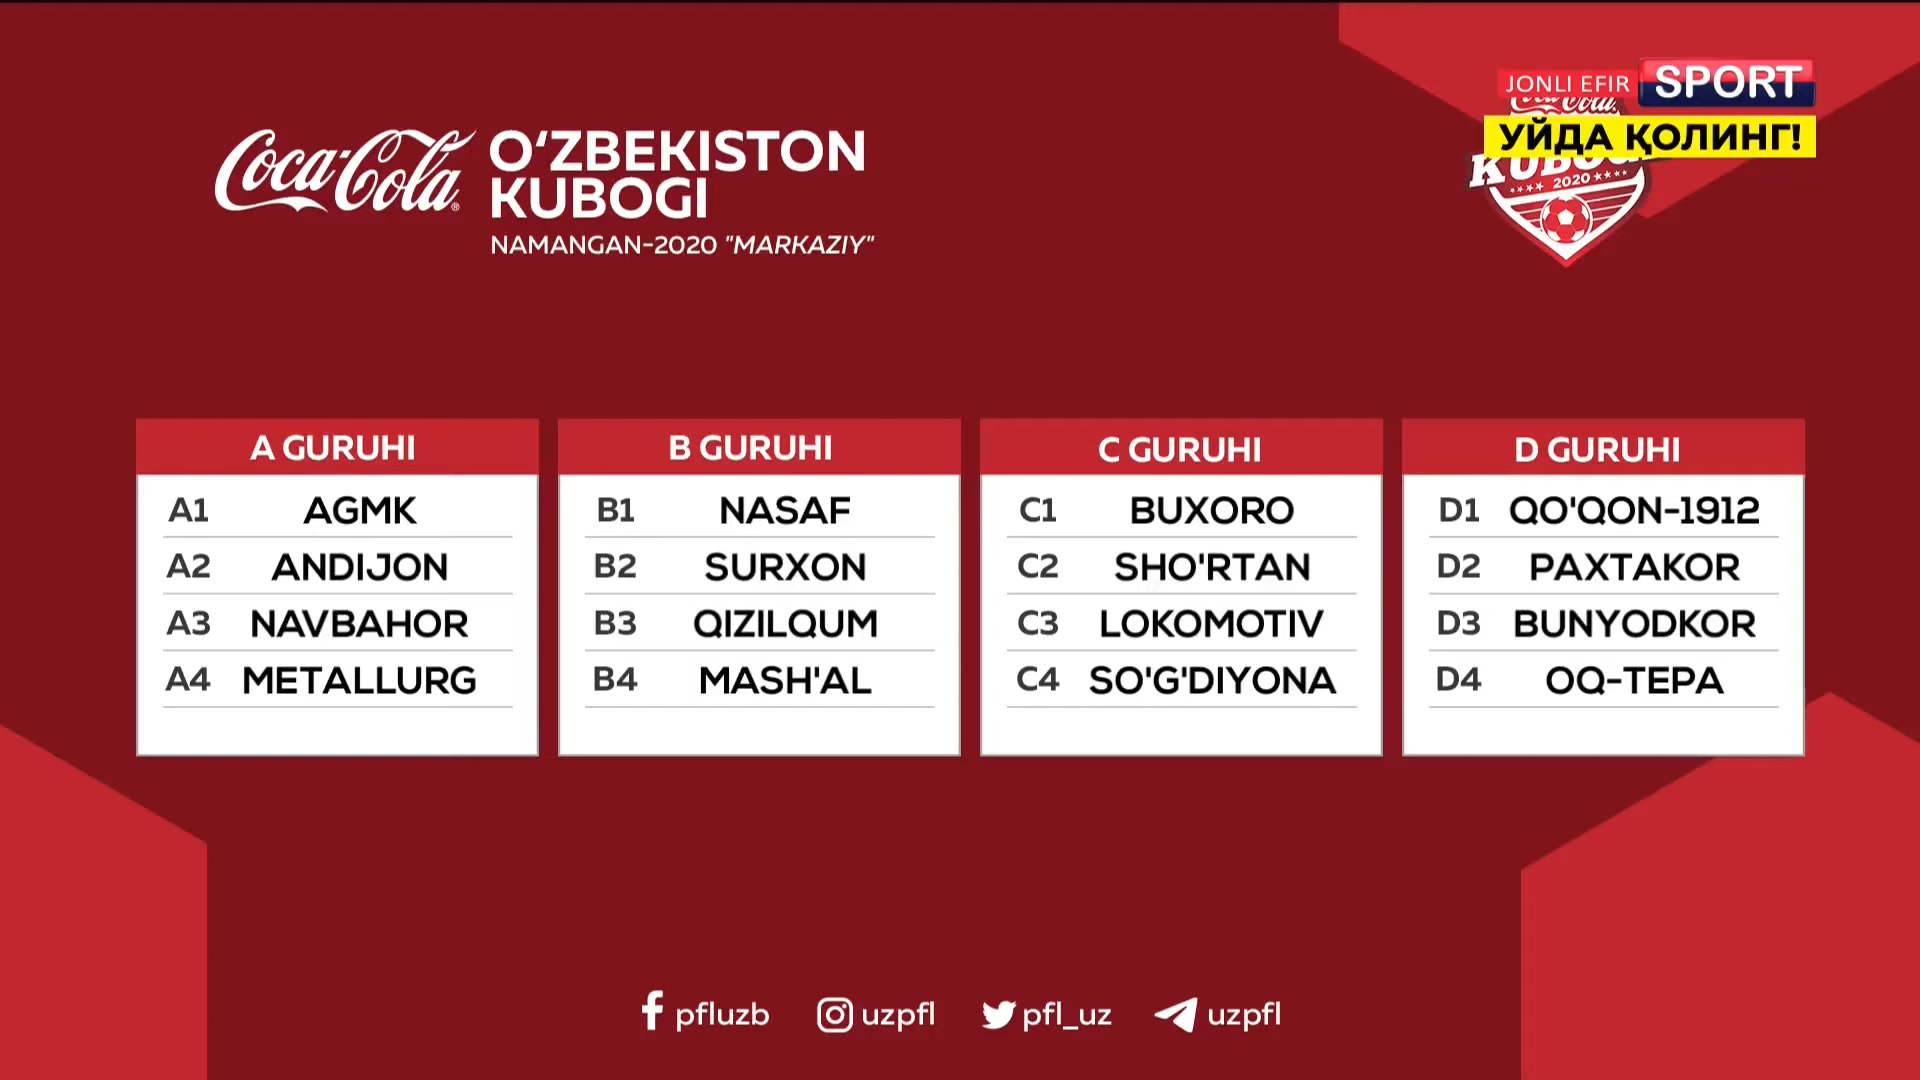 JONLI EFIR SPORT
Coca-Cola
УЙДА ҚОЛИНГ!
2020
Coca-Cola
OʻZBEKISTON
KUBOGI
NAMANGAN-2020 "MARKAZIY"
A GURUHI
A1 AGMK
A2 ANDIJON
A3 NAVBAHOR
A4 METALLURG
B GURUHI
B1 NASAF
B2 SURXON
B3 QIZILQUM
B4 MASH'AL
C GURUHI
C1 BUXORO
C2 SHO'RTAN
C3 LOKOMOTIV
C4 SO'G'DIYONA
D GURUHI
D1 QO'QON-1912
D2 PAXTAKOR
D3 BUNYODKOR
D4 OQ-TEPA
pfluzb uzpfl pfl_uz uzpfl